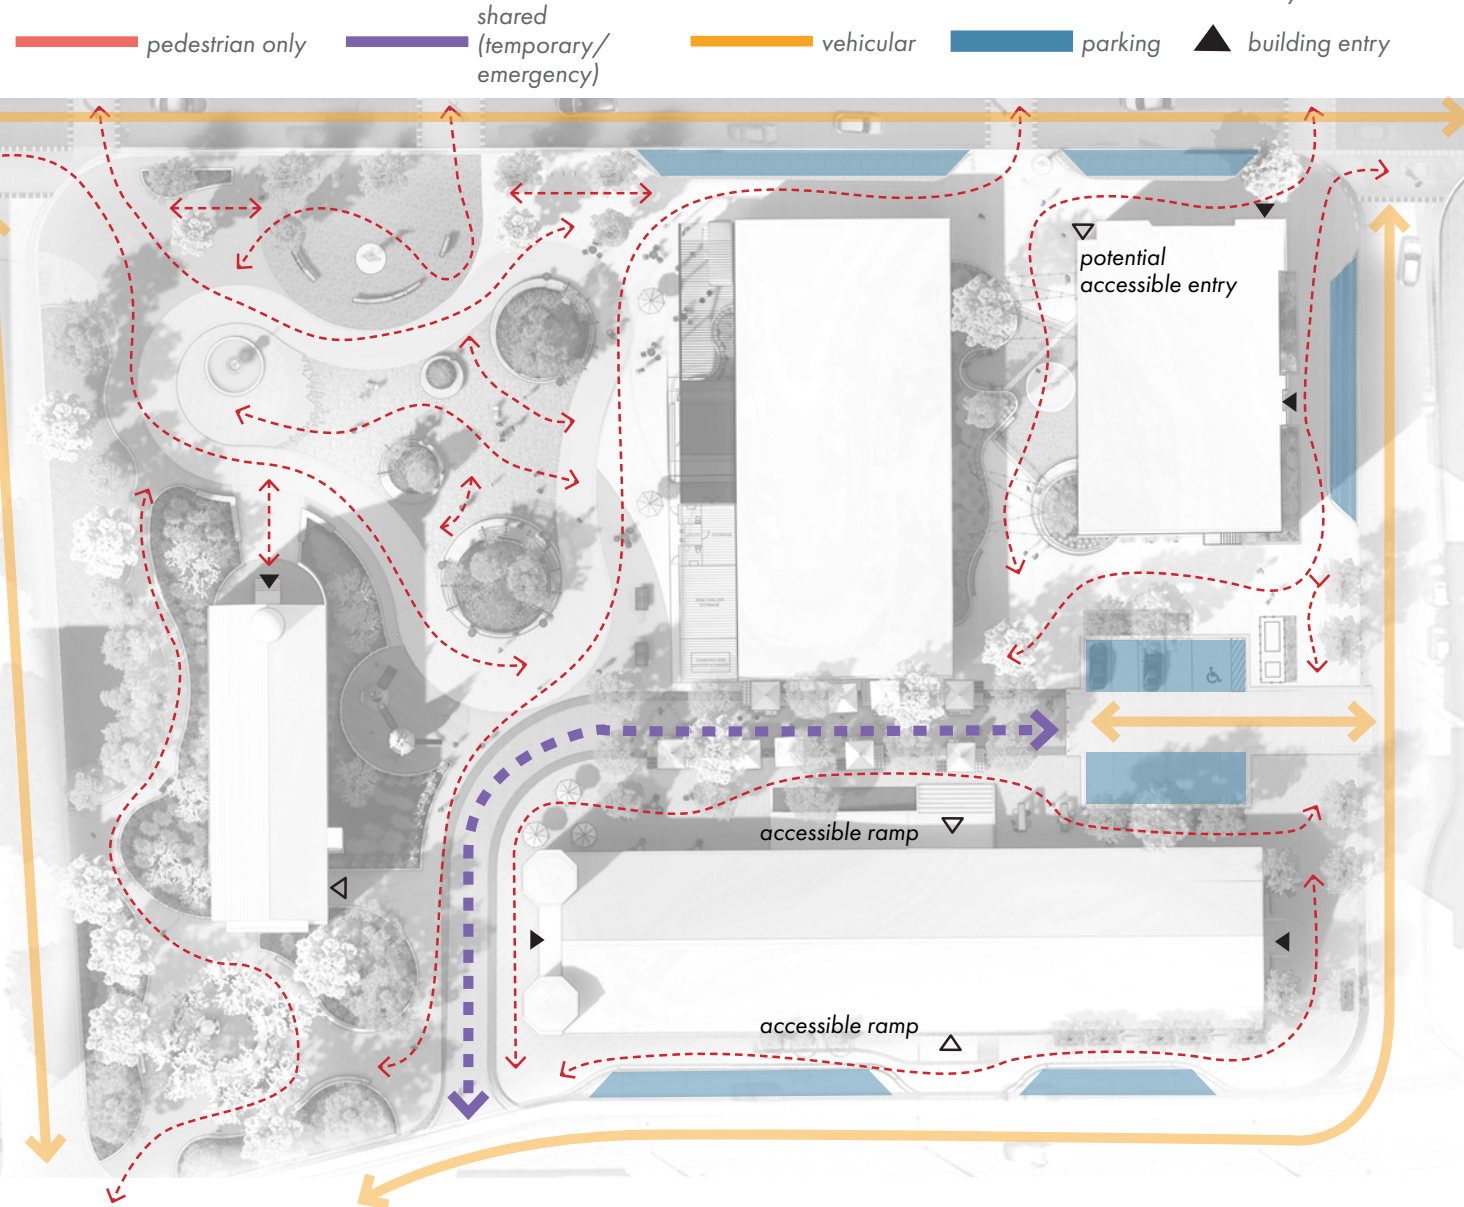 pedestrian only
shared
(temporary/
emergency)
vehicular
parking
building entry
potential
accessible entry
accessible ramp
accessible ramp